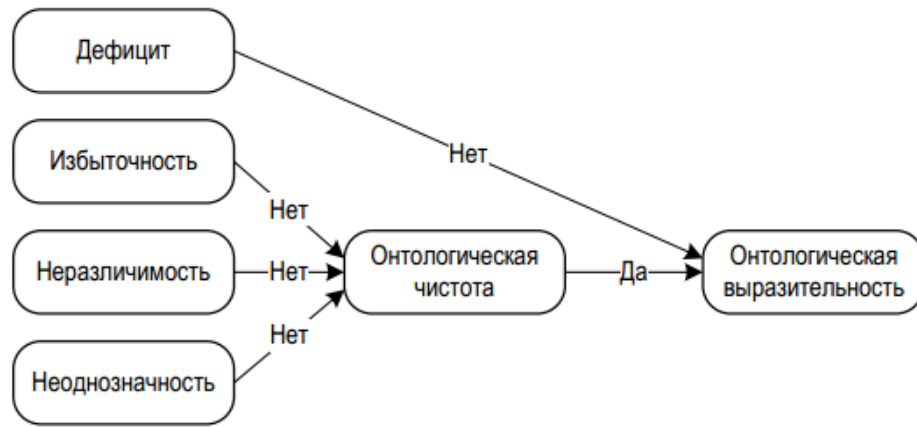 Дефицит
Нет
Избыточность
Нет
Неразличимость
Нет
Онтологическая
чистота
Да
Онтологическая
выразительность
Нет
Неоднозначность